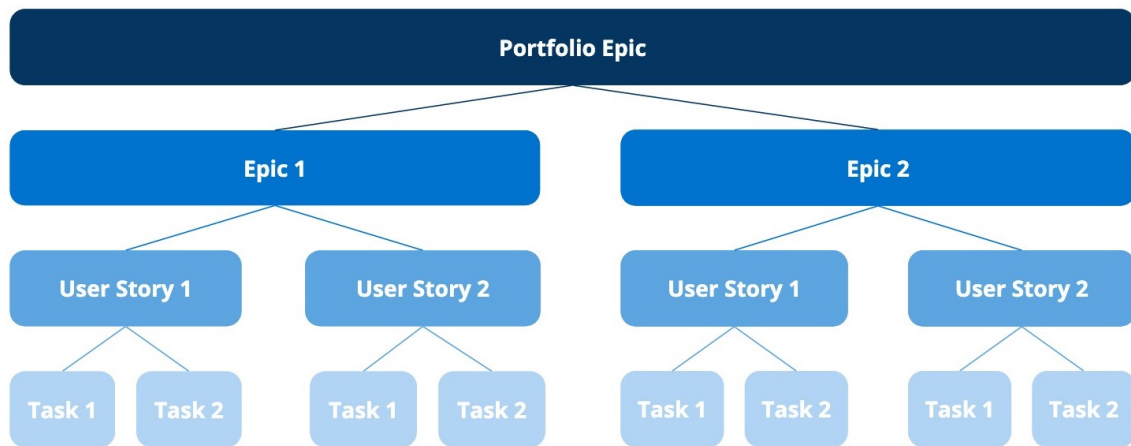 Portfolio Epic
Epic 1
Epic 2
User Story 1
User Story 2
User Story 1
User Story 2
Task 1
Task 2
Task 1
Task 2
Task 1
Task 2
Task 1
Task 2